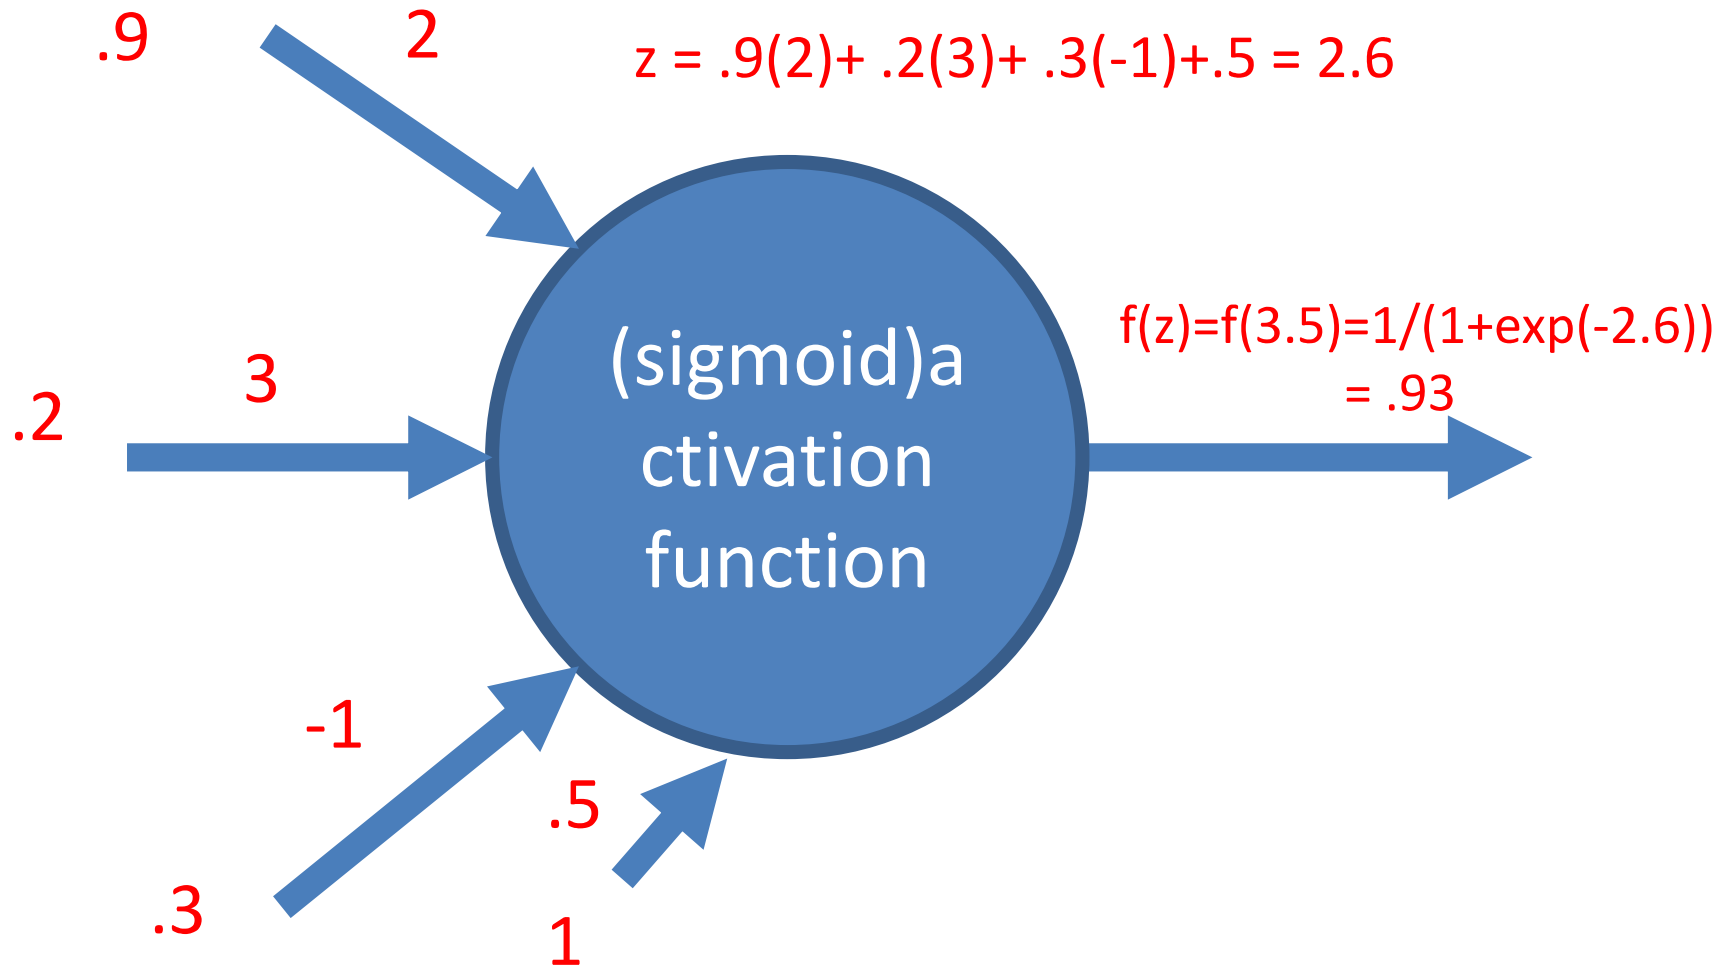 .9
2
z = .9(2)+ .2(3)+ .3(-1)+.5 = 2.6
.2
3
(sigmoid)a
ctivation
function
f(z)=f(3.5)=1/(1+exp(-2.6))
= .93
-1
.5
.3
1